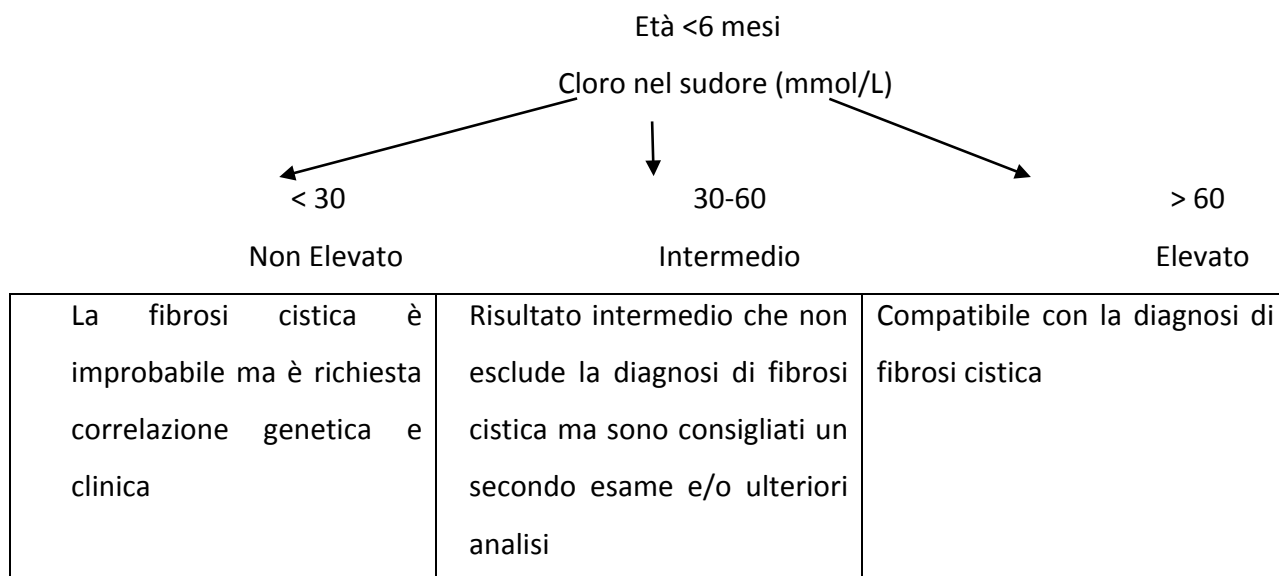 Età <6 mesi
Cloro nel sudore (mmol/L)
< 30
30-60
> 60
Non Elevato
Intermedio
Elevato
La fibrosi cistica è
improbabile ma è richiesta
correlazione genetica e
clinica
Risultato intermedio che non
esclude la diagnosi di fibrosi
cistica ma sono consigliati un
secondo esame e/o ulteriori
analisi
Compatibile con la diagnosi di
fibrosi cistica